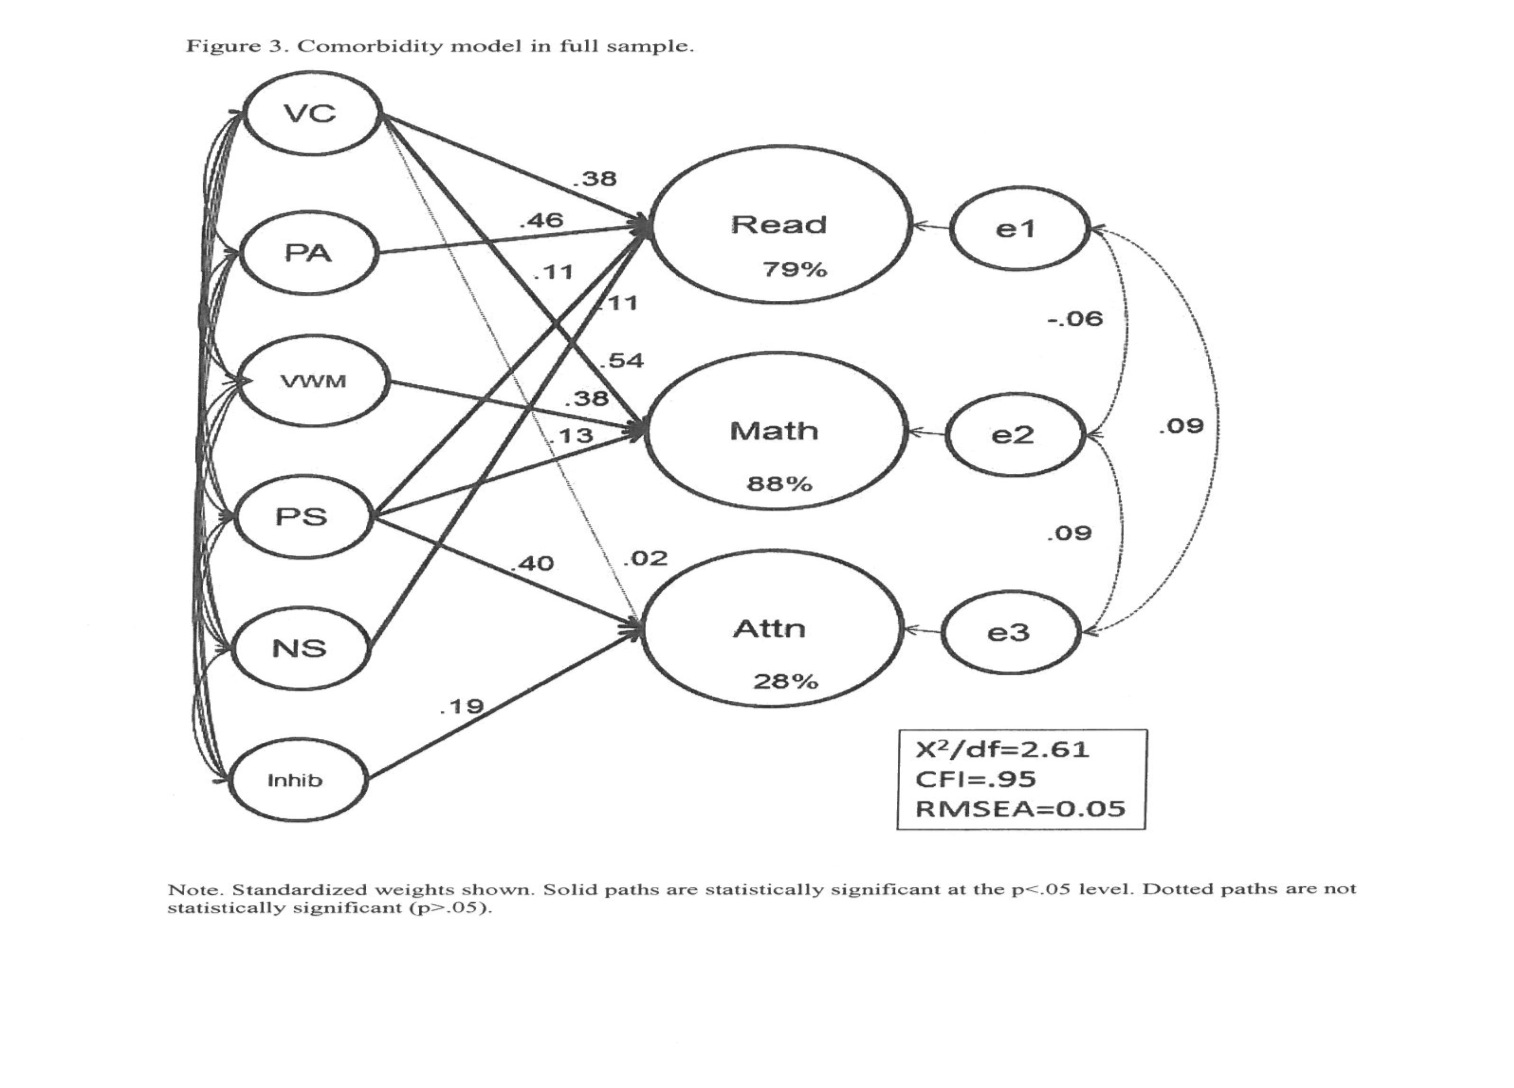 Figure 3. Comorbidity model in full sample.
VC
.38
Read
79%
e1
.46
PA
.11
.11
-.06
.54
VWM
.38
Math
88%
e2
.09
.13
PS
.40
.02
.09
Attn
28%
e3
NS
.19
Inhib
X²/df=2.61
CFI=.95
RMSEA=0.05
Note. Standardized weights shown. Solid paths are statistically significant at the p<.05 level. Dotted paths are not
statistically significant (p>.05).